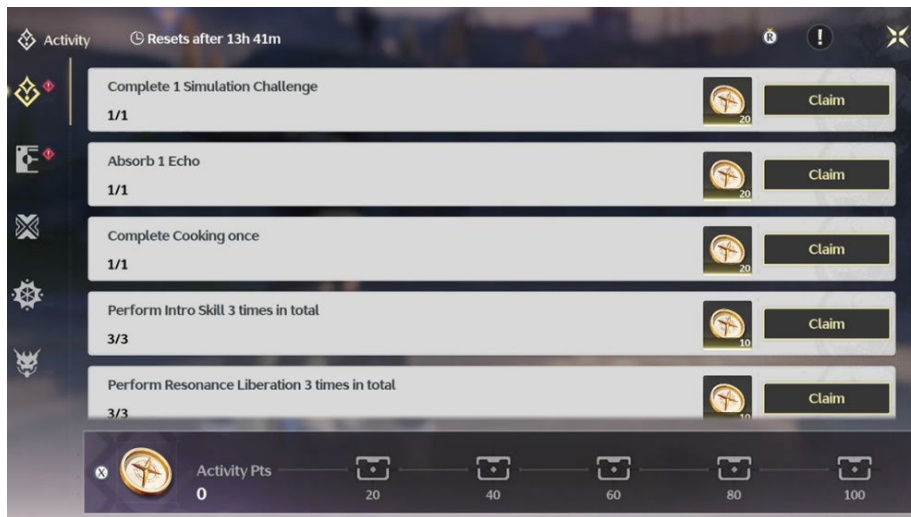 Activity
Resets after 13h 41m
R
!
Complete 1 Simulation Challenge
1/1
20
Claim
Absorb 1 Echo
1/1
20
Claim
Complete Cooking once
1/1
20
Claim
Perform Intro Skill 3 times in total
3/3
10
Claim
Perform Resonance Liberation 3 times in total
3/3
10
Claim
X
Activity Pts
0
20
40
60
80
100